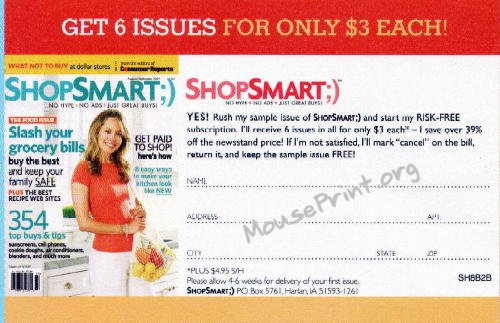 GET 6 ISSUES FOR ONLY $3 EACH!
WHAT NOT TO BUY at dollar stores
From the editors of
Consumer Reports
SHOPSMART;)
NO HYPE + NO ADS = JUST GREAT BUYS!
THE FOOD ISSUE
Slash your
grocery bills
buy the best
and keep your
family SAFE
PLUS THE BEST
RECIPE WEB SITES
354
top buys & tips
sunscreens, cell phones,
cookie doughs, air conditioners,
blenders, and much more
GET PAID
TO SHOP!
here's how
8 easy ways
to make your
kitchen look
like NEW
SHOPSMART;)™
NO HYPE + NO ADS = JUST GREAT BUYS!
YES! Rush my sample issue of SHOPSMART;) and start my RISK-FREE
subscription. I'll receive 6 issues in all for only $3 each* – I save over 39%
off the newsstand price! If I'm not satisfied, I'll mark "cancel" on the bill,
return it, and keep the sample issue FREE!
NAME
ADDRESS APT.
CITY STATE ZIP
MousePrint.org
*PLUS $4.95 S/H
Please allow 4-6 weeks for delivery of your first issue.
SH8B2B
SHOPSMART;) PO Box 5761, Harlan, IA 51593-1261